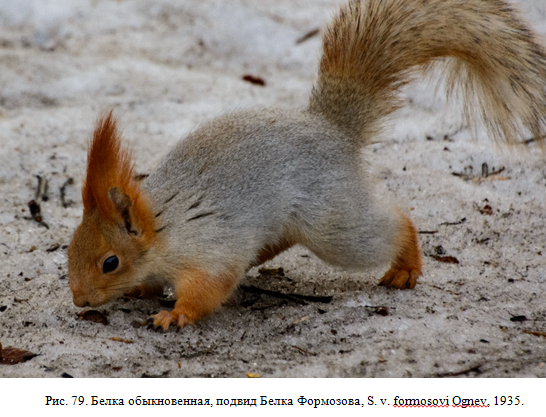 Рис. 79. Белка обыкновенная, подвид Белка Формозова, S. v. formosovi Ognev, 1935.